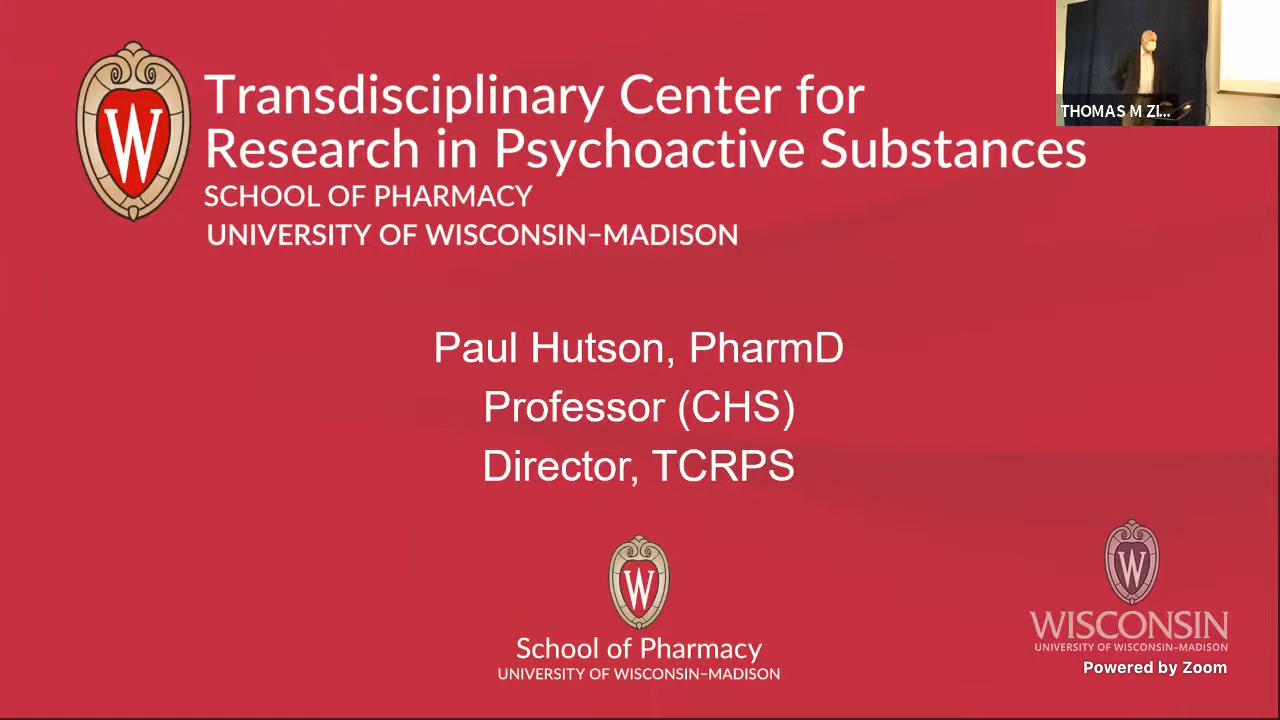 W
Transdisciplinary Center for
Research in Psychoactive Substances
SCHOOL OF PHARMACY
UNIVERSITY OF WISCONSIN–MADISON
THOMAS M ZI...
Paul Hutson, PharmD
Professor (CHS)
Director, TCRPS
W
School of Pharmacy
UNIVERSITY OF WISCONSIN–MADISON
W
WISCONSIN
UNIVERSITY OF WISCONSIN–MADISON
Powered by Zoom